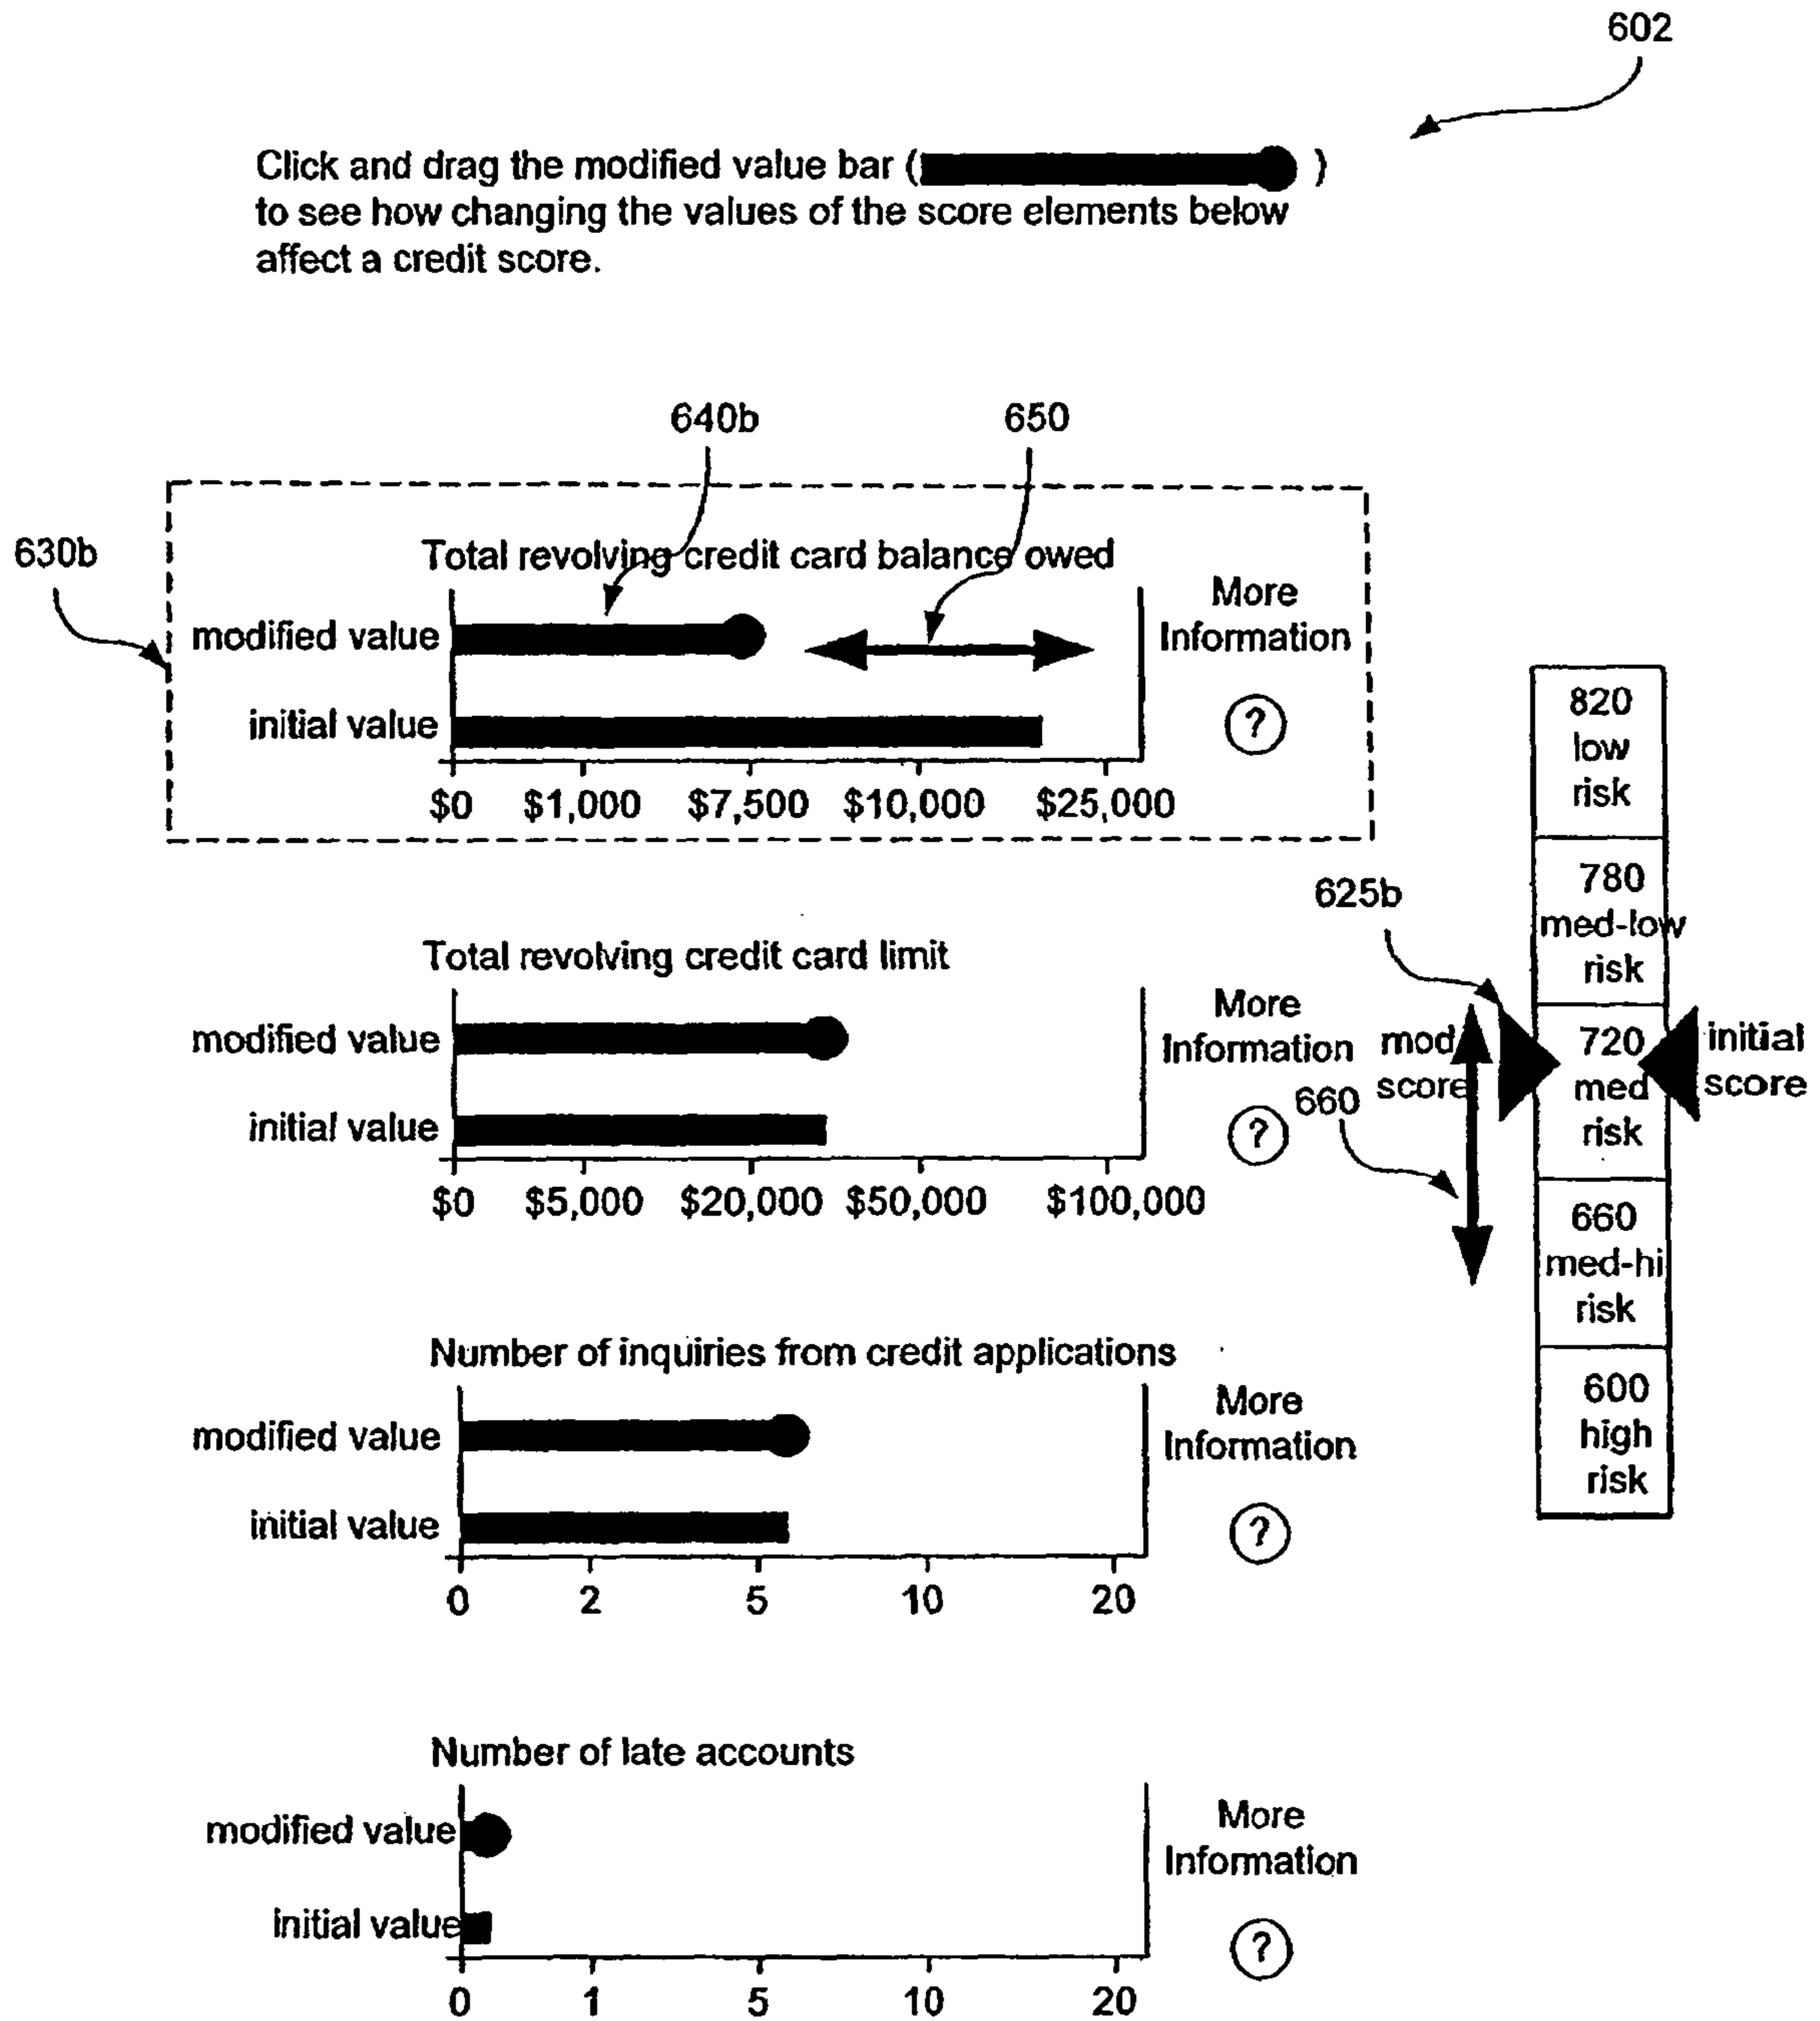 602
Click and drag the modified value bar ( )
to see how changing the values of the score elements below
affect a credit score.
640b
650
630b
Total revolving credit card balance owed
modified value
initial value
$0 $1,000 $7,500 $10,000 $25,000
More
Information
?
Total revolving credit card limit
modified value
initial value
$0 $5,000 $20,000 $50,000 $100,000
More
Information
?
Number of inquiries from credit applications
modified value
initial value
0 2 5 10 20
More
Information
?
Number of late accounts
modified value
initial value
0 1 5 10 20
More
Information
?
625b
mod
score
660
820
low
risk
780
med-low
risk
720
med
risk
660
med-hi
risk
600
high
risk
initial
score